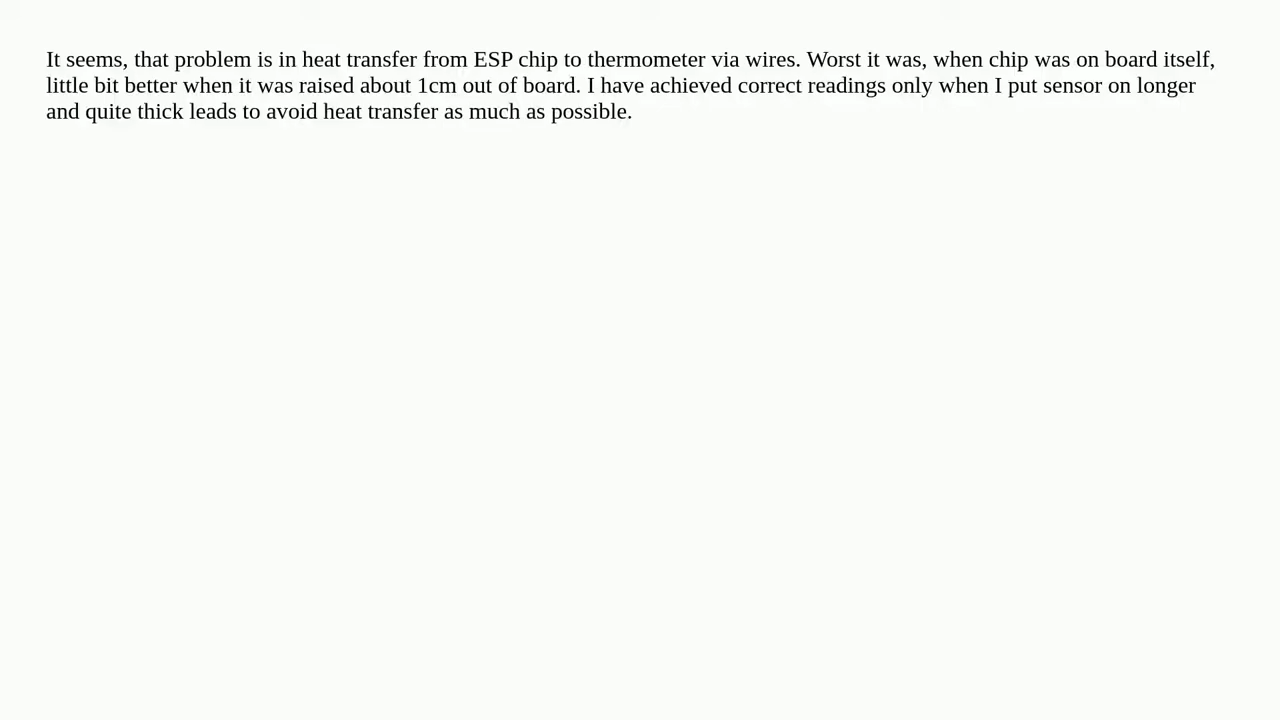 It seems, that problem is in heat transfer from ESP chip to thermometer via wires. Worst it was, when chip was on board itself,
little bit better when it was raised about 1cm out of board. I have achieved correct readings only when I put sensor on longer
and quite thick leads to avoid heat transfer as much as possible.